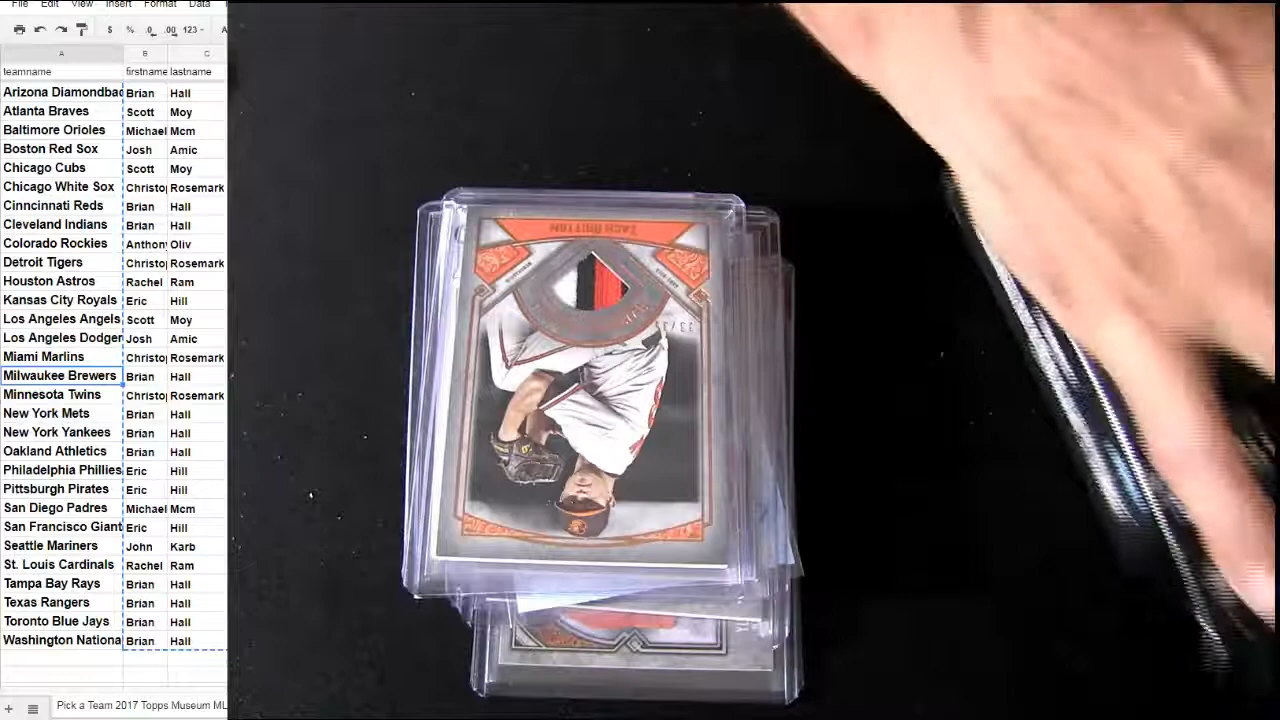 File Edit View Insert Format Data
$ % .0 .00 123
A B C
teamname firstname lastname
Arizona Diamondbac Brian Hall
Atlanta Braves Scott Moy
Baltimore Orioles Michael Mcm
Boston Red Sox Josh Amic
Chicago Cubs Scott Moy
Chicago White Sox Christo Rosemark
Cinncinnati Reds Brian Hall
Cleveland Indians Brian Hall
Colorado Rockies Anthony Oliv
Detroit Tigers Christo Rosemark
Houston Astros Rachel Ram
Kansas City Royals Eric Hill
Los Angeles Angels Scott Moy
Los Angeles Dodger Josh Amic
Miami Marlins Christo Rosemark
Milwaukee Brewers Brian Hall
Minnesota Twins Christo Rosemark
New York Mets Brian Hall
New York Yankees Brian Hall
Oakland Athletics Brian Hall
Philadelphia Phillies Eric Hill
Pittsburgh Pirates Eric Hill
San Diego Padres Michael Mcm
San Francisco Giant Eric Hill
Seattle Mariners John Karb
St. Louis Cardinals Rachel Ram
Tampa Bay Rays Brian Hall
Texas Rangers Brian Hall
Toronto Blue Jays Brian Hall
Washington Nationa Brian Hall
Pick a Team 2017 Topps Museum ML
ZACH BRITTON